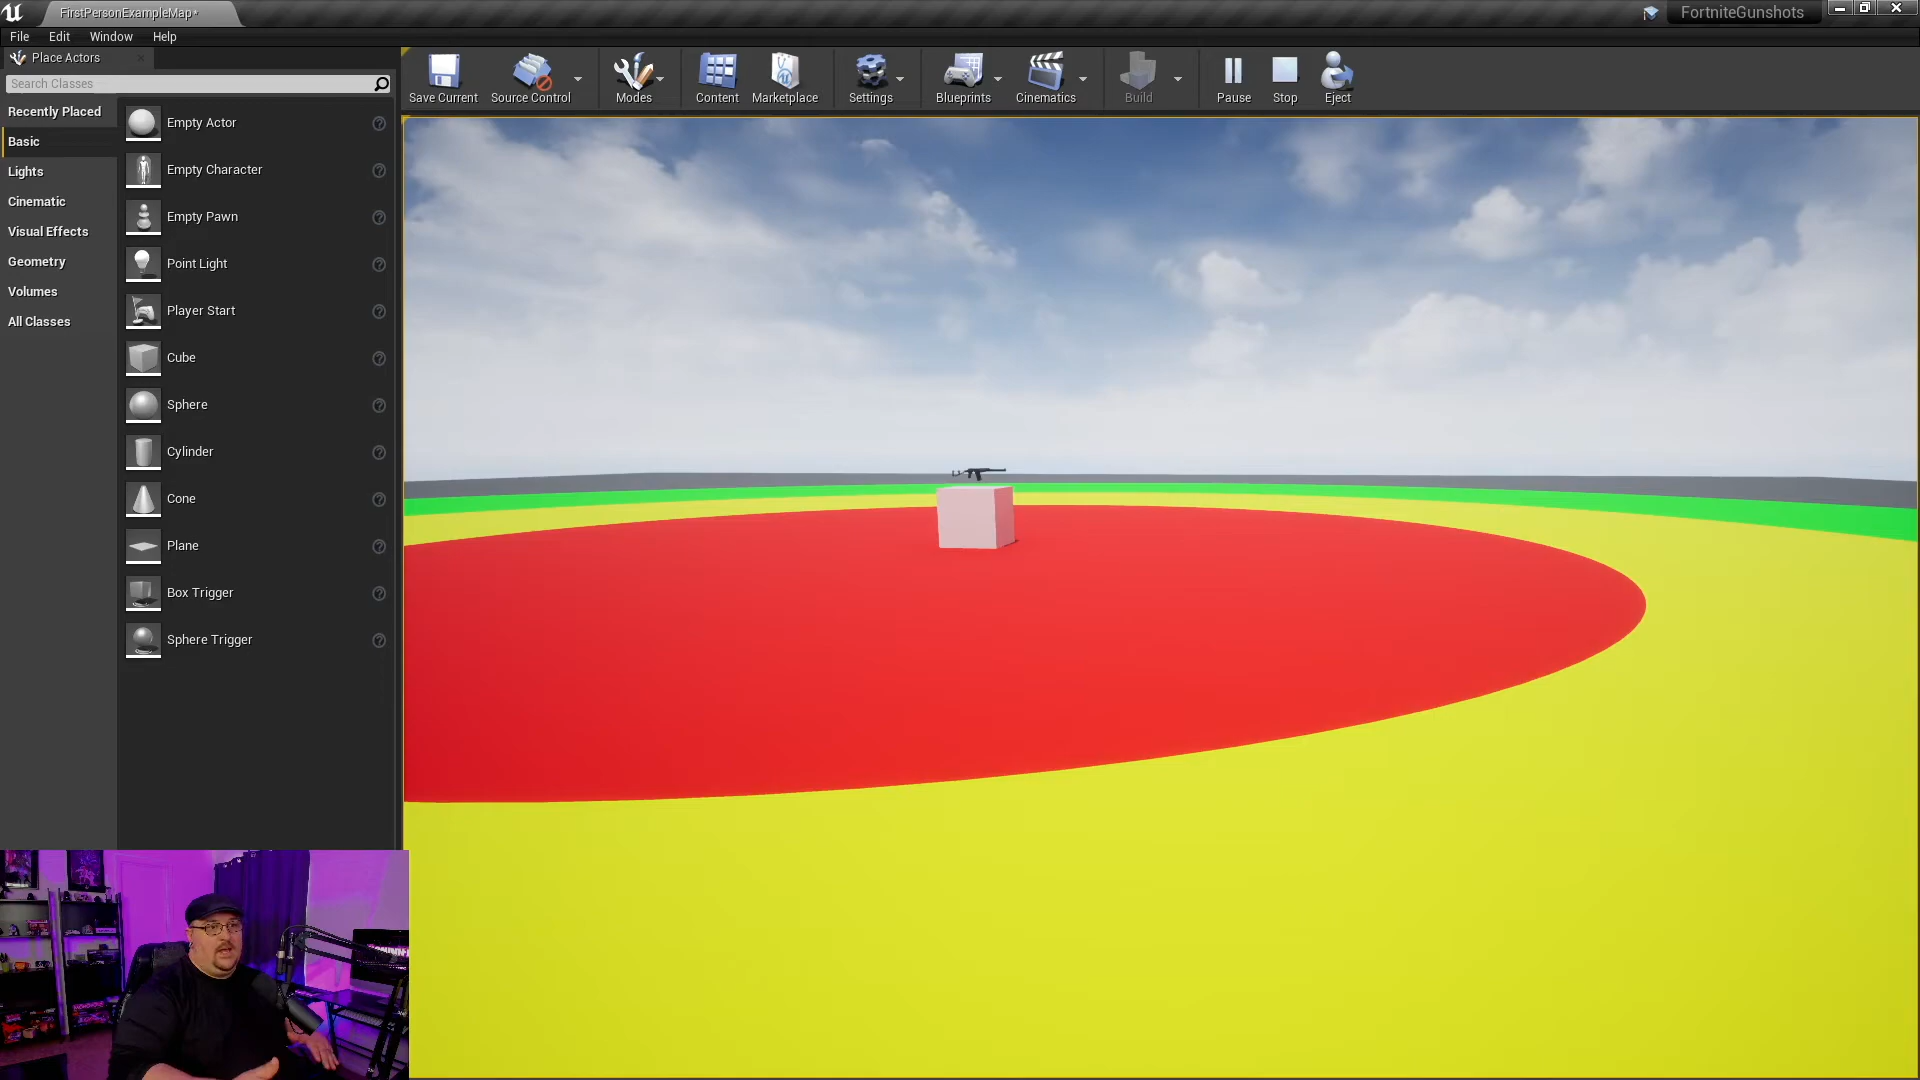 FirstPersonExampleMap*
FortniteGunshots
File Edit Window Help
Place Actors
Search Classes
Save Current
Source Control
Modes
Content
Marketplace
Settings
Blueprints
Cinematics
Build
Pause
Stop
Eject
Recently Placed
Basic
Lights
Cinematic
Visual Effects
Geometry
Volumes
All Classes
Empty Actor
Empty Character
Empty Pawn
Point Light
Player Start
Cube
Sphere
Cylinder
Cone
Plane
Box Trigger
Sphere Trigger